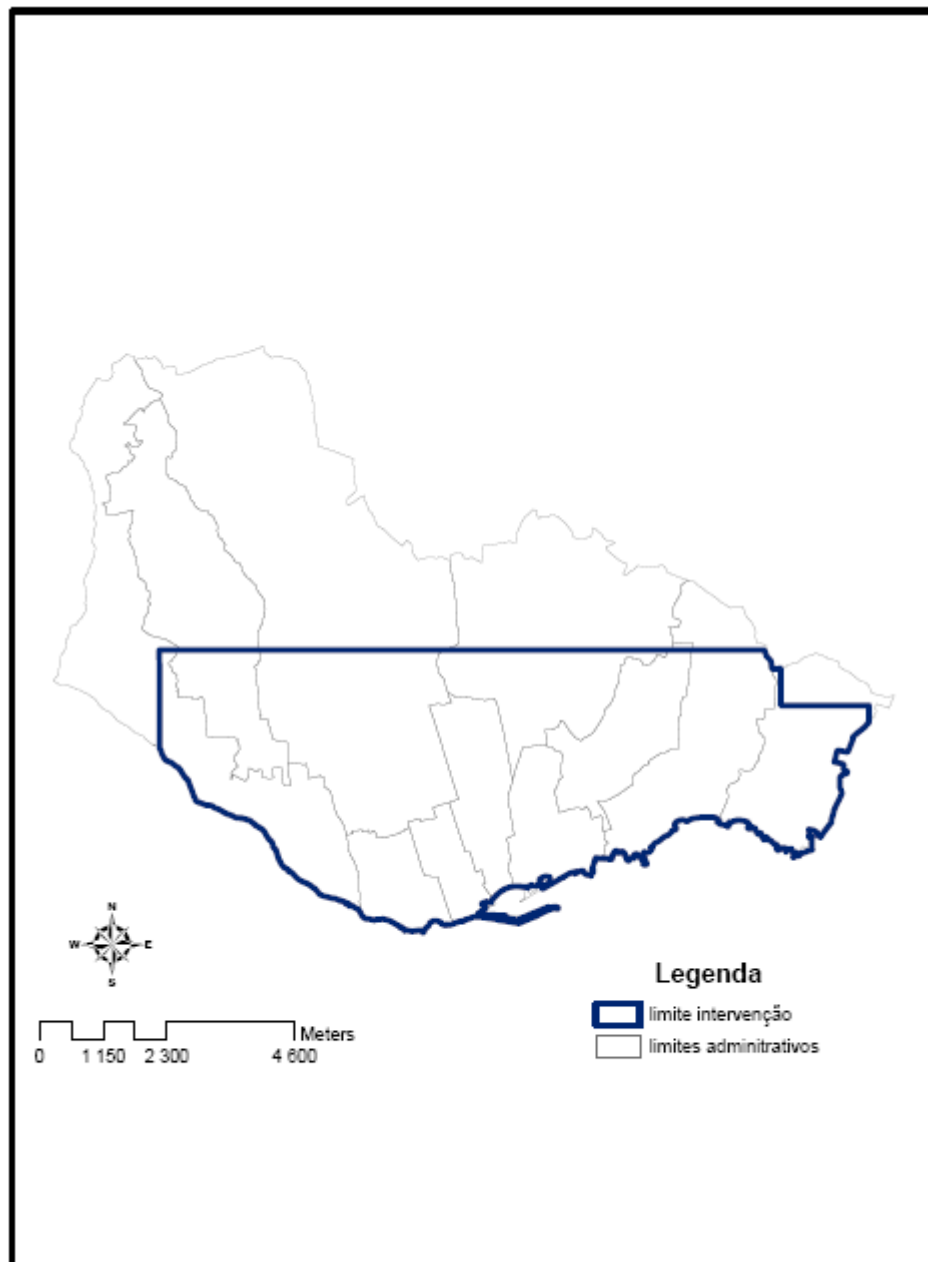 N
W E
S
Meters
0 1 150 2 300 4 600
Legenda
limite intervenção
limites adminitrativos